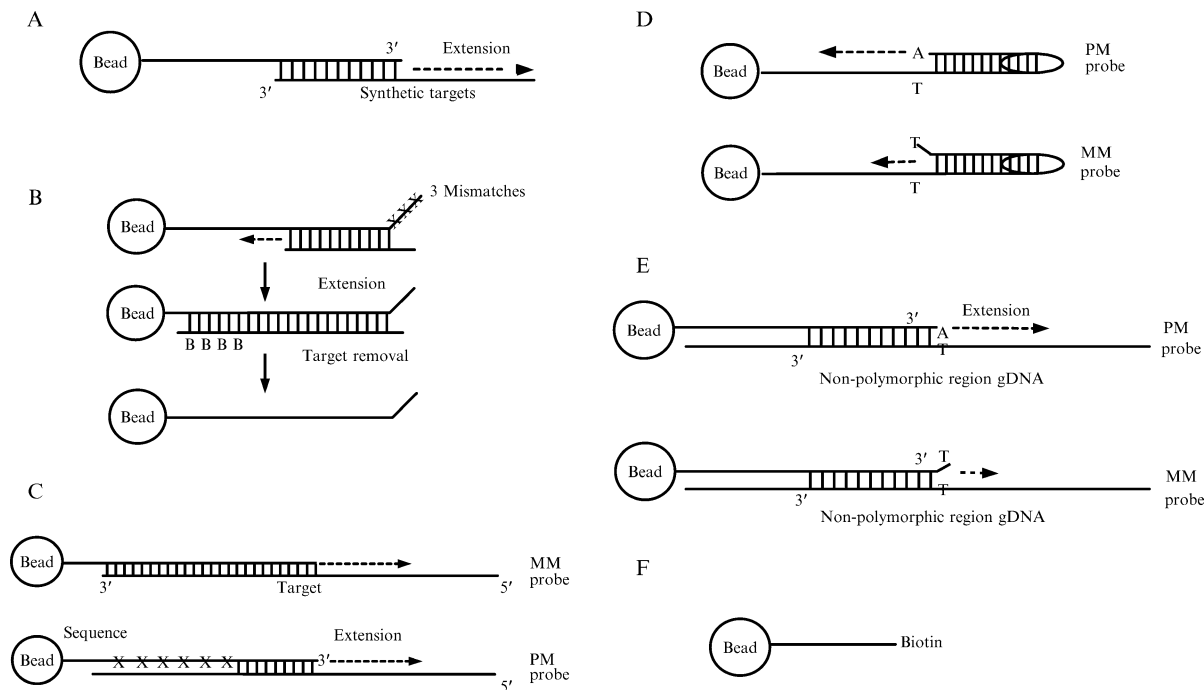 A
Bead
3′
Extension
3′
Synthetic targets
B
Bead
X X X
3 Mismatches
Bead
Extension
B B B B
Target removal
Bead
C
Bead
MM
probe
3′
Target
5′
Sequence
Bead
X X X X X X
3′
Extension
PM
probe
5′
D
Bead
A
T
PM
probe
Bead
T
T
MM
probe
E
Bead
3′
Extension
A
T
3′
PM
probe
Non-polymorphic region gDNA
Bead
3′
T
T
3′
MM
probe
Non-polymorphic region gDNA
F
Bead
Biotin